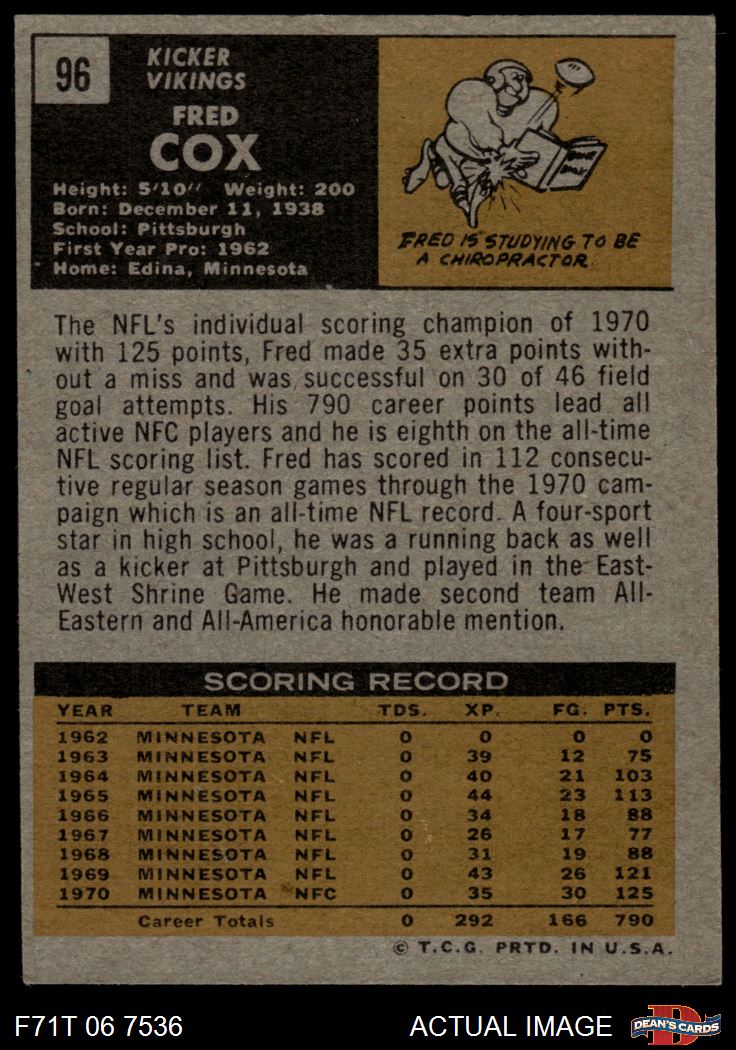 96
KICKER
VIKINGS
FRED
COX
Height: 5'10" Weight: 200
Born: December 11, 1938
School: Pittsburgh
First Year Pro: 1962
Home: Edina, Minnesota
FRED IS STUDYING TO BE
A CHIROPRACTOR.
The NFL's individual scoring champion of 1970
with 125 points, Fred made 35 extra points with-
out a miss and was successful on 30 of 46 field
goal attempts. His 790 career points lead all
active NFC players and he is eighth on the all-time
NFL scoring list. Fred has scored in 112 consecu-
tive regular season games through the 1970 cam-
paign which is an all-time NFL record. A four-sport
star in high school, he was a running back as well
as a kicker at Pittsburgh and played in the East-
West Shrine Game. He made second team All-
Eastern and All-America honorable mention.
SCORING RECORD
YEAR TEAM TDS. XP. FG. PTS.
1962 MINNESOTA NFL 0 0 0 0
1963 MINNESOTA NFL 0 39 12 75
1964 MINNESOTA NFL 0 40 21 103
1965 MINNESOTA NFL 0 44 23 113
1966 MINNESOTA NFL 0 34 18 88
1967 MINNESOTA NFL 0 26 17 77
1968 MINNESOTA NFL 0 31 19 88
1969 MINNESOTA NFL 0 43 26 121
1970 MINNESOTA NFC 0 35 30 125
Career Totals 0 292 166 790
© T.C.G. PRTD. IN U.S.A.
F71T 06 7536 ACTUAL IMAGE D DEAN'S CARDS